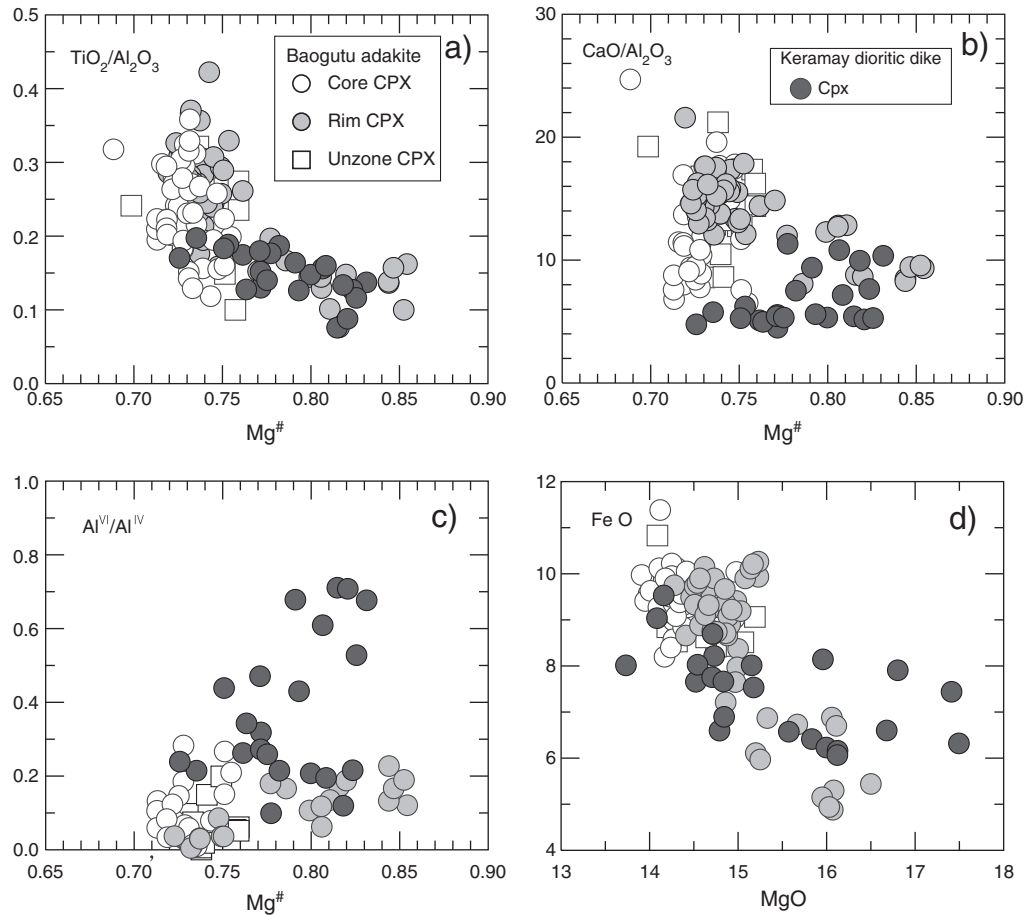 0.5
0.4
0.3
0.2
0.1
0.0
TiO2/Al2O3
a)
Baogutu adakite
Core CPX
Rim CPX
Unzone CPX
0.65
0.70
0.75
0.80
0.85
0.90
Mg#
30
20
10
0
CaO/Al2O3
b)
Keramay dioritic dike
Cpx
0.65
0.70
0.75
0.80
0.85
0.90
Mg#
1.0
0.8
0.6
0.4
0.2
0.0
AlVI/AlIV
c)
0.65
0.70
,
0.75
0.80
0.85
0.90
Mg#
12
10
8
6
4
Fe O
d)
13
14
15
16
17
18
MgO